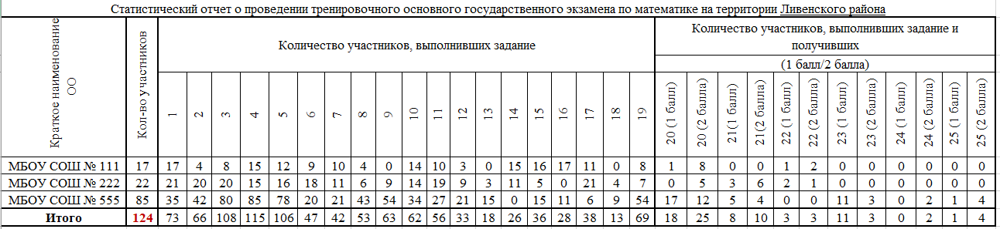 Статистический отчет о проведении тренировочного основного государственного экзамена по математике на территории Ливенского района
Краткое наименование ОО
Кол-во участников
Количество участников, выполнивших задание
Количество участников, выполнивших задание и получивших
(1 балл/2 балла)
1 2 3 4 5 6 7 8 9 10 11 12 13 14 15 16 17 18 19 20 (1 балл) 20 (2 балла) 21(1 балл) 21(2 балла) 22 (1 балл) 22 (2 балла) 23 (1 балл) 23 (2 балла) 24 (1 балл) 24 (2 балла) 25 (1 балл) 25 (2 балла)
МБОУ СОШ № 111 17 17 4 8 15 12 9 10 4 0 14 10 3 0 15 16 17 11 0 8 1 8 0 0 1 2 0 0 0 0 0 0
МБОУ СОШ № 222 22 21 20 20 15 16 18 11 6 9 14 19 9 3 11 5 0 21 4 7 0 5 3 6 2 1 0 0 0 0 0 0
МБОУ СОШ № 555 85 35 42 80 85 78 20 21 43 54 34 27 21 15 0 15 11 6 9 54 17 12 5 4 0 0 11 3 0 2 1 4
Итого 124 73 66 108 115 106 47 42 53 63 62 56 33 18 26 36 28 38 13 69 18 25 8 10 3 3 11 3 0 2 1 4